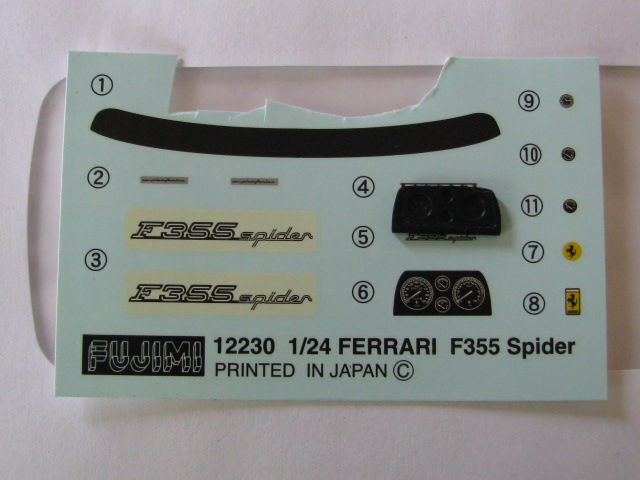 ①
②
③
F355 spider
F355 spider
④
⑤
⑥
⑨
⑩
⑪
⑦
⑧
FUJIMI 12230 1/24 FERRARI F355 Spider
PRINTED IN JAPAN Ⓒ